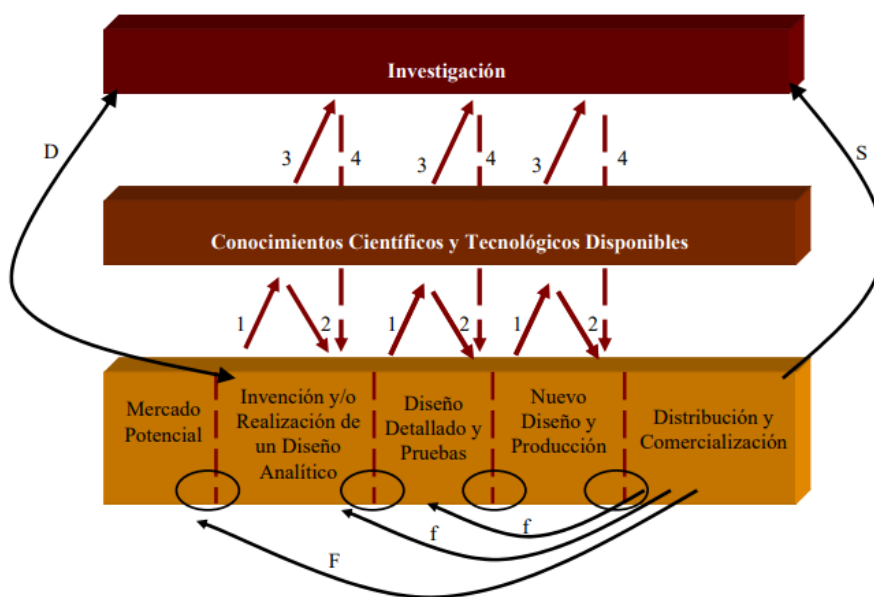 Investigación
D
S
3
4
3
4
3
4
Conocimientos Científicos y Tecnológicos Disponibles
1
2
1
2
1
2
Mercado
Potencial
Invención y/o
Realización de
un Diseño
Analítico
Diseño
Detallado y
Pruebas
Nuevo
Diseño y
Producción
Distribución y
Comercialización
f
f
F